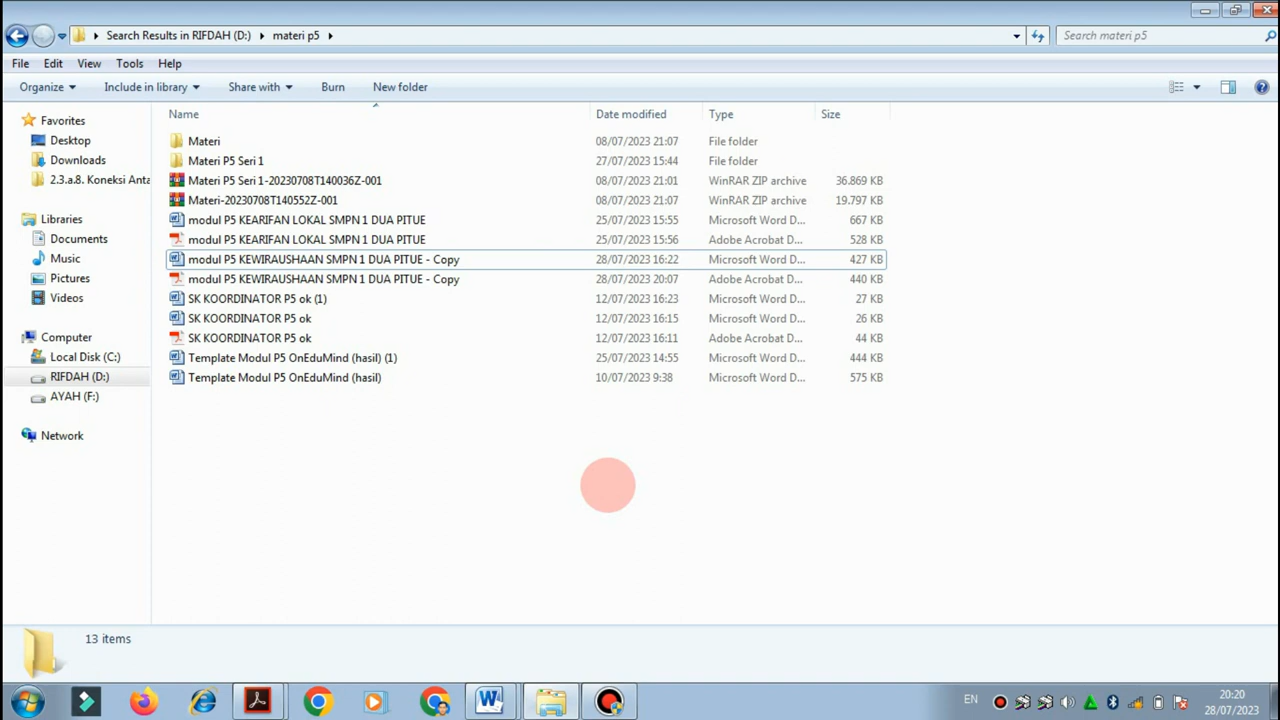 Search Results in RIFDAH (D:) materi p5
Search materi p5
File Edit View Tools Help
Organize Include in library Share with Burn New folder
Name Date modified Type Size
Favorites
Desktop
Downloads
2.3.a.8. Koneksi Anta
Libraries
Documents
Music
Pictures
Videos
Computer
Local Disk (C:)
RIFDAH (D:)
AYAH (F:)
Network
Materi 08/07/2023 21:07 File folder
Materi P5 Seri 1 27/07/2023 15:44 File folder
Materi P5 Seri 1-20230708T140036Z-001 08/07/2023 21:01 WinRAR ZIP archive 36.869 KB
Materi-20230708T140552Z-001 08/07/2023 21:07 WinRAR ZIP archive 19.797 KB
modul P5 KEARIFAN LOKAL SMPN 1 DUA PITUE 25/07/2023 15:55 Microsoft Word D... 667 KB
modul P5 KEARIFAN LOKAL SMPN 1 DUA PITUE 25/07/2023 15:56 Adobe Acrobat D... 528 KB
modul P5 KEWIRAUSHAAN SMPN 1 DUA PITUE - Copy 28/07/2023 16:22 Microsoft Word D... 427 KB
modul P5 KEWIRAUSHAAN SMPN 1 DUA PITUE - Copy 28/07/2023 20:07 Adobe Acrobat D... 440 KB
SK KOORDINATOR P5 ok (1) 12/07/2023 16:23 Microsoft Word D... 27 KB
SK KOORDINATOR P5 ok 12/07/2023 16:15 Microsoft Word D... 26 KB
SK KOORDINATOR P5 ok 12/07/2023 16:11 Adobe Acrobat D... 44 KB
Template Modul P5 OnEduMind (hasil) (1) 25/07/2023 14:55 Microsoft Word D... 444 KB
Template Modul P5 OnEduMind (hasil) 10/07/2023 9:38 Microsoft Word D... 575 KB
13 items
EN
20:20
28/07/2023